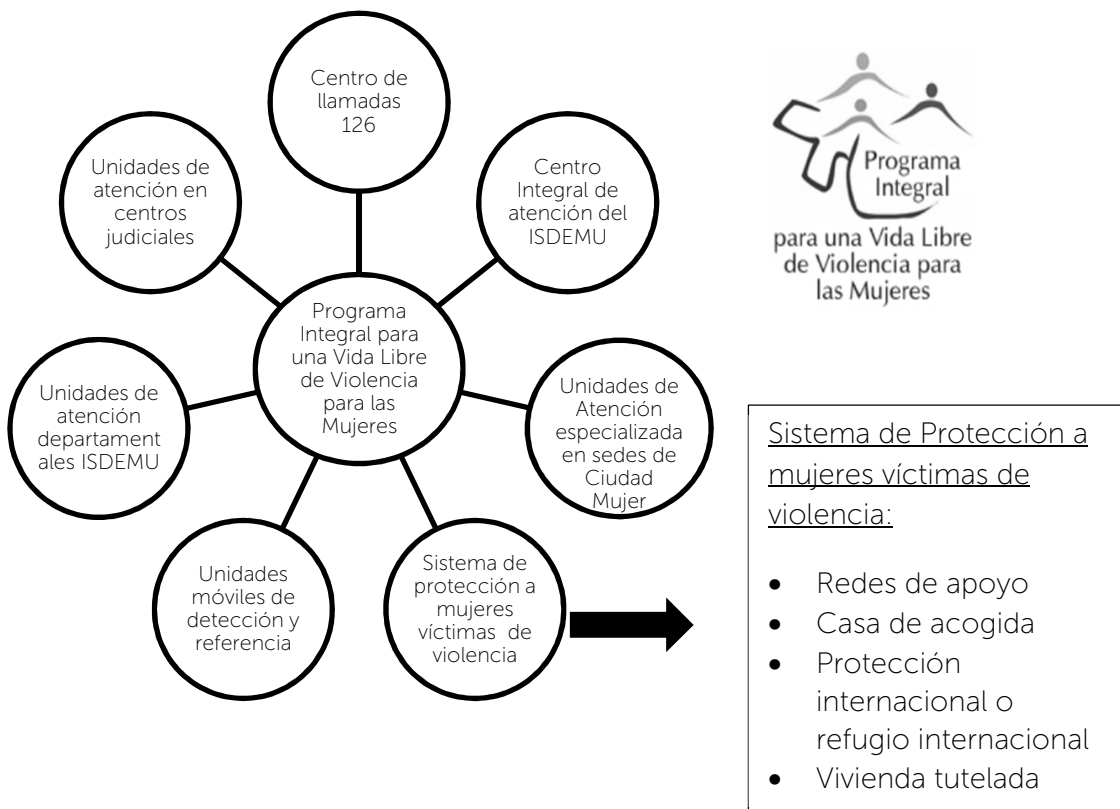 Centro de
llamadas
126
Centro
Integral de
atención del
ISDEMU
Unidades de
Atención
especializada
en sedes de
Ciudad
Mujer
Sistema de
protección a
mujeres
víctimas de
violencia
Unidades
móviles de
detección y
referencia
Unidades de
atención
departament
ales ISDEMU
Unidades de
atención en
centros
judiciales
Programa
Integral para
una Vida Libre
de Violencia
para las
Mujeres
Programa
Integral
para una Vida Libre
de Violencia para
las Mujeres
Sistema de Protección a
mujeres víctimas de
violencia:
• Redes de apoyo
• Casa de acogida
• Protección
internacional o
refugio internacional
• Vivienda tutelada